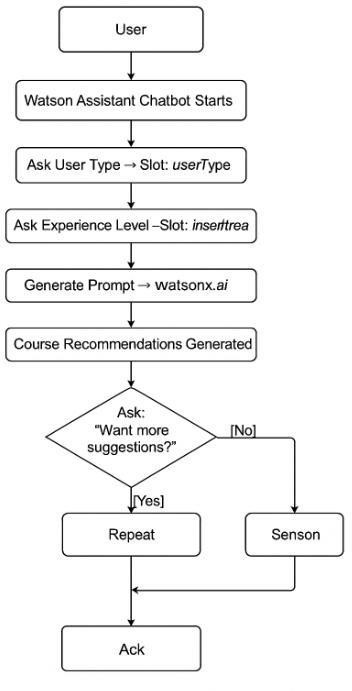 User
Watson Assistant Chatbot Starts
Ask User Type → Slot: userType
Ask Experience Level –Slot: inserltrea
Generate Prompt → watsonx.ai
Course Recommendations Generated
Ask:
"Want more
suggestions?"
[No]
[Yes]
Repeat
Senson
Ack